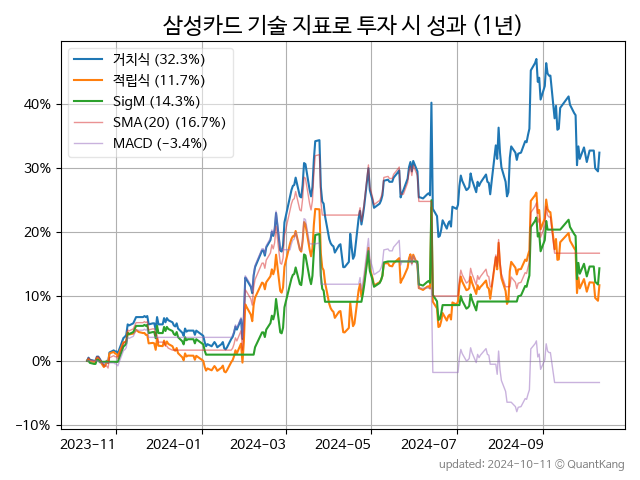 삼성카드 기술 지표로 투자 시 성과 (1년)
거치식 (32.3%)
적립식 (11.7%)
SigM (14.3%)
SMA(20) (16.7%)
MACD (−3.4%)
40%
30%
20%
10%
0%
−10%
2023-11
2024-01
2024-03
2024-05
2024-07
2024-09
updated: 2024-10-11 © QuantKang